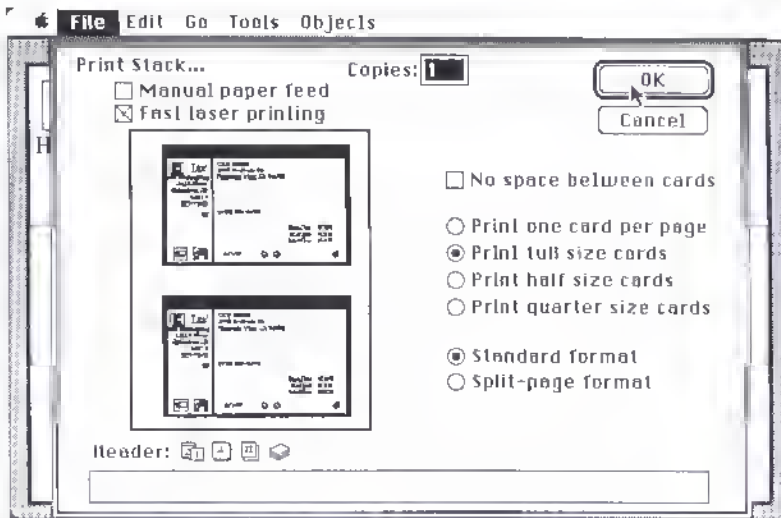 File Edit Go Tools Objects
Print Stack...
Copies: 1
Manual paper feed
Fast laser printing
OK
Cancel
No space between cards
Print one card per page
Print full size cards
Print half size cards
Print quarter size cards
Standard format
Split-page format
Header:
H